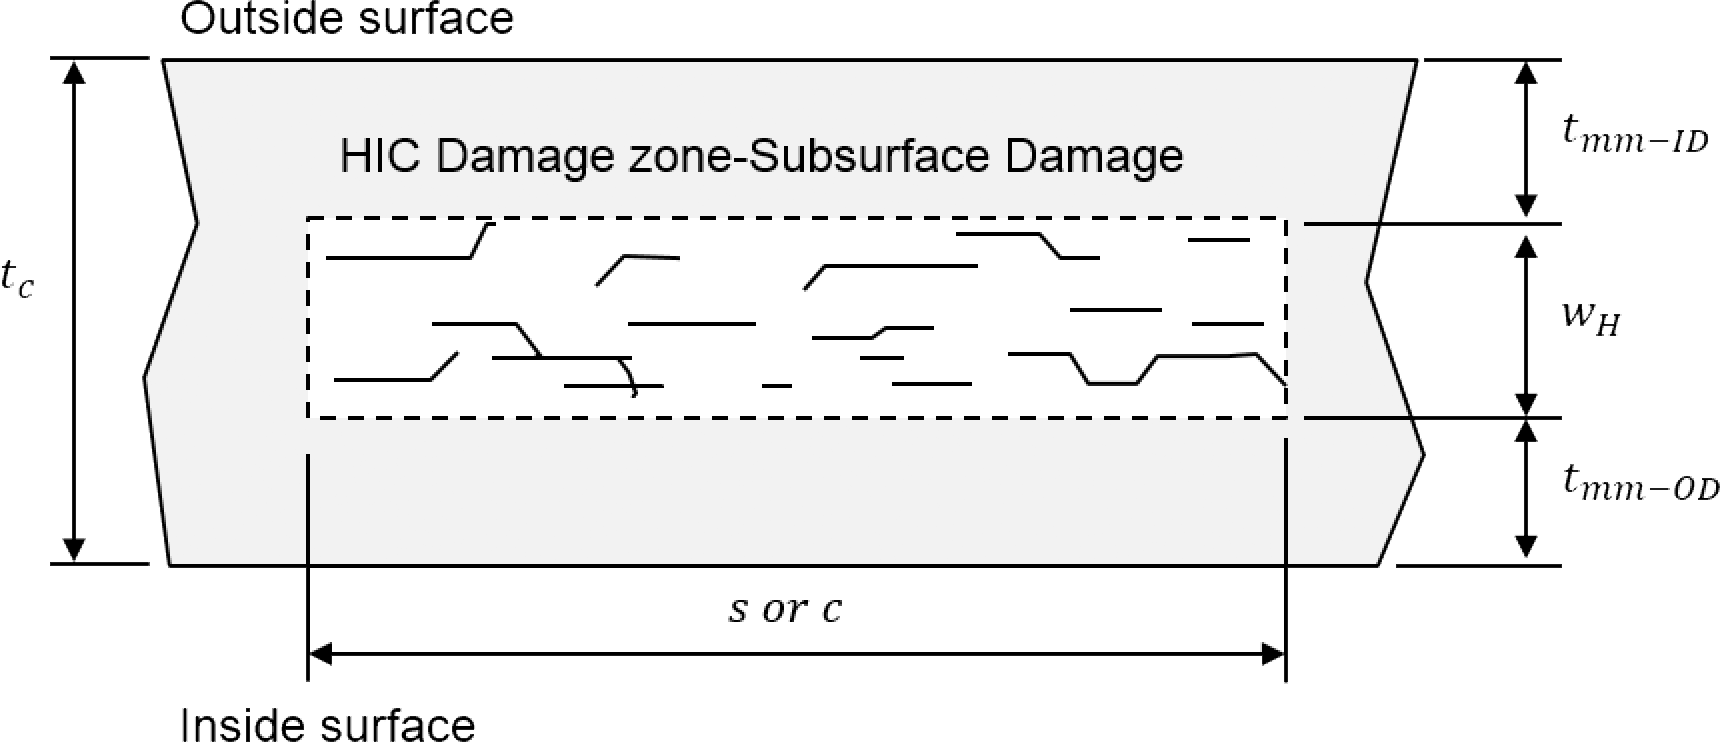 Outside surface
t_{mm-ID}
HIC Damage zone-Subsurface Damage
t_c
w_H
t_{mm-OD}
s or c
Inside surface